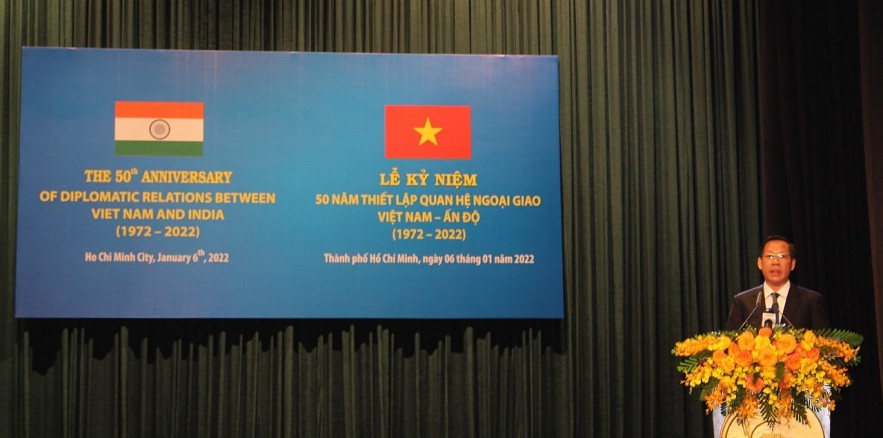 THE 50th ANNIVERSARY
OF DIPLOMATIC RELATIONS BETWEEN
VIET NAM AND INDIA
(1972 – 2022)
Ho Chi Minh City, January 6th, 2022
LỄ KỶ NIỆM
50 NĂM THIẾT LẬP QUAN HỆ NGOẠI GIAO
VIỆT NAM – ẤN ĐỘ
(1972 – 2022)
Thành phố Hồ Chí Minh, ngày 06 tháng 01 năm 2022